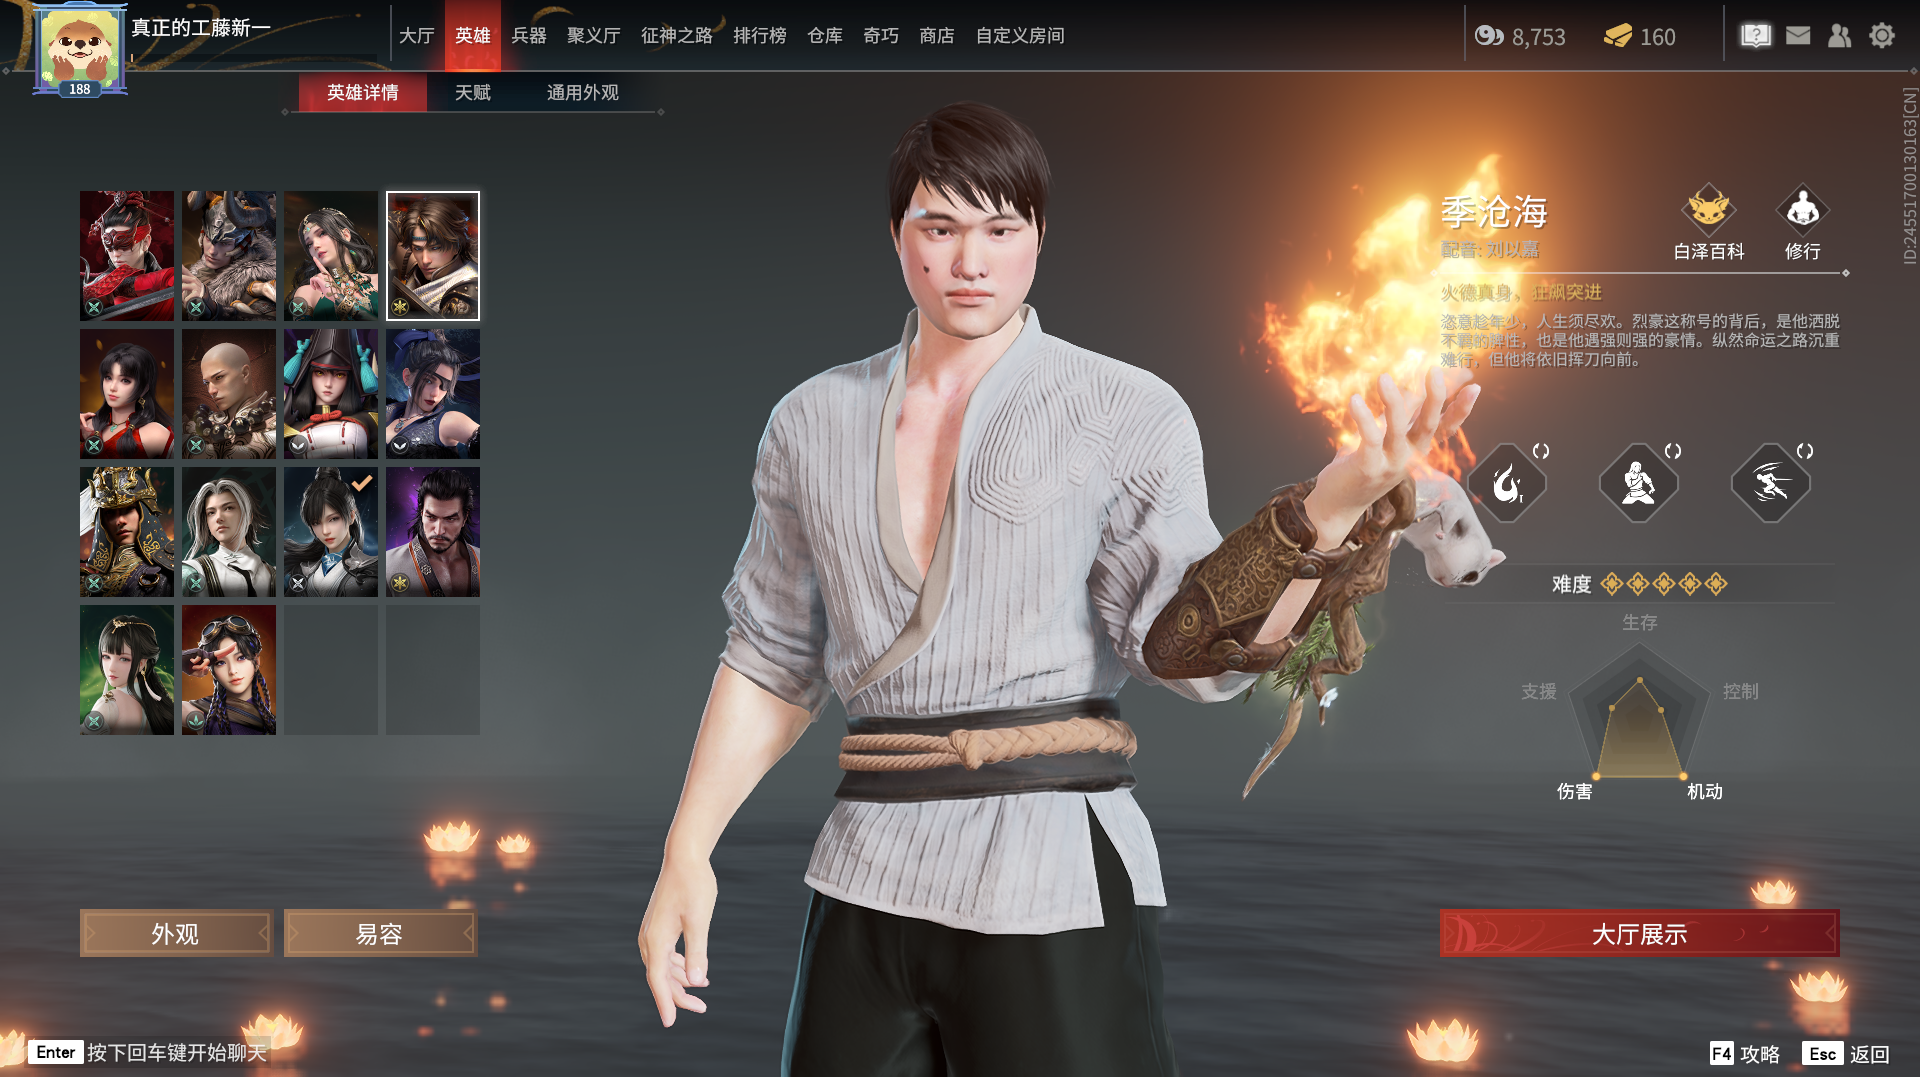 真正的工藤新一
188
大厅 英雄 兵器 聚义厅 征神之路 排行榜 仓库 奇巧 商店 自定义房间
8,753 160
英雄详情 天赋 通用外观
ID:2455170013016​3[CN]
季沧海
配音: 刘以嘉
白泽百科 修行
火德真身，狂飙突进
恣意趁年少，人生须尽欢。烈豪这称号的背后，是他洒脱
不羁的脾性，也是他遇强则强的豪情。纵然命运之路沉重
难行，但他将依旧挥刀向前。
难度
生存
支援 控制
伤害 机动
外观 易容
大厅展示
Enter 按下回车键开始聊天
F4 攻略 Esc 返回